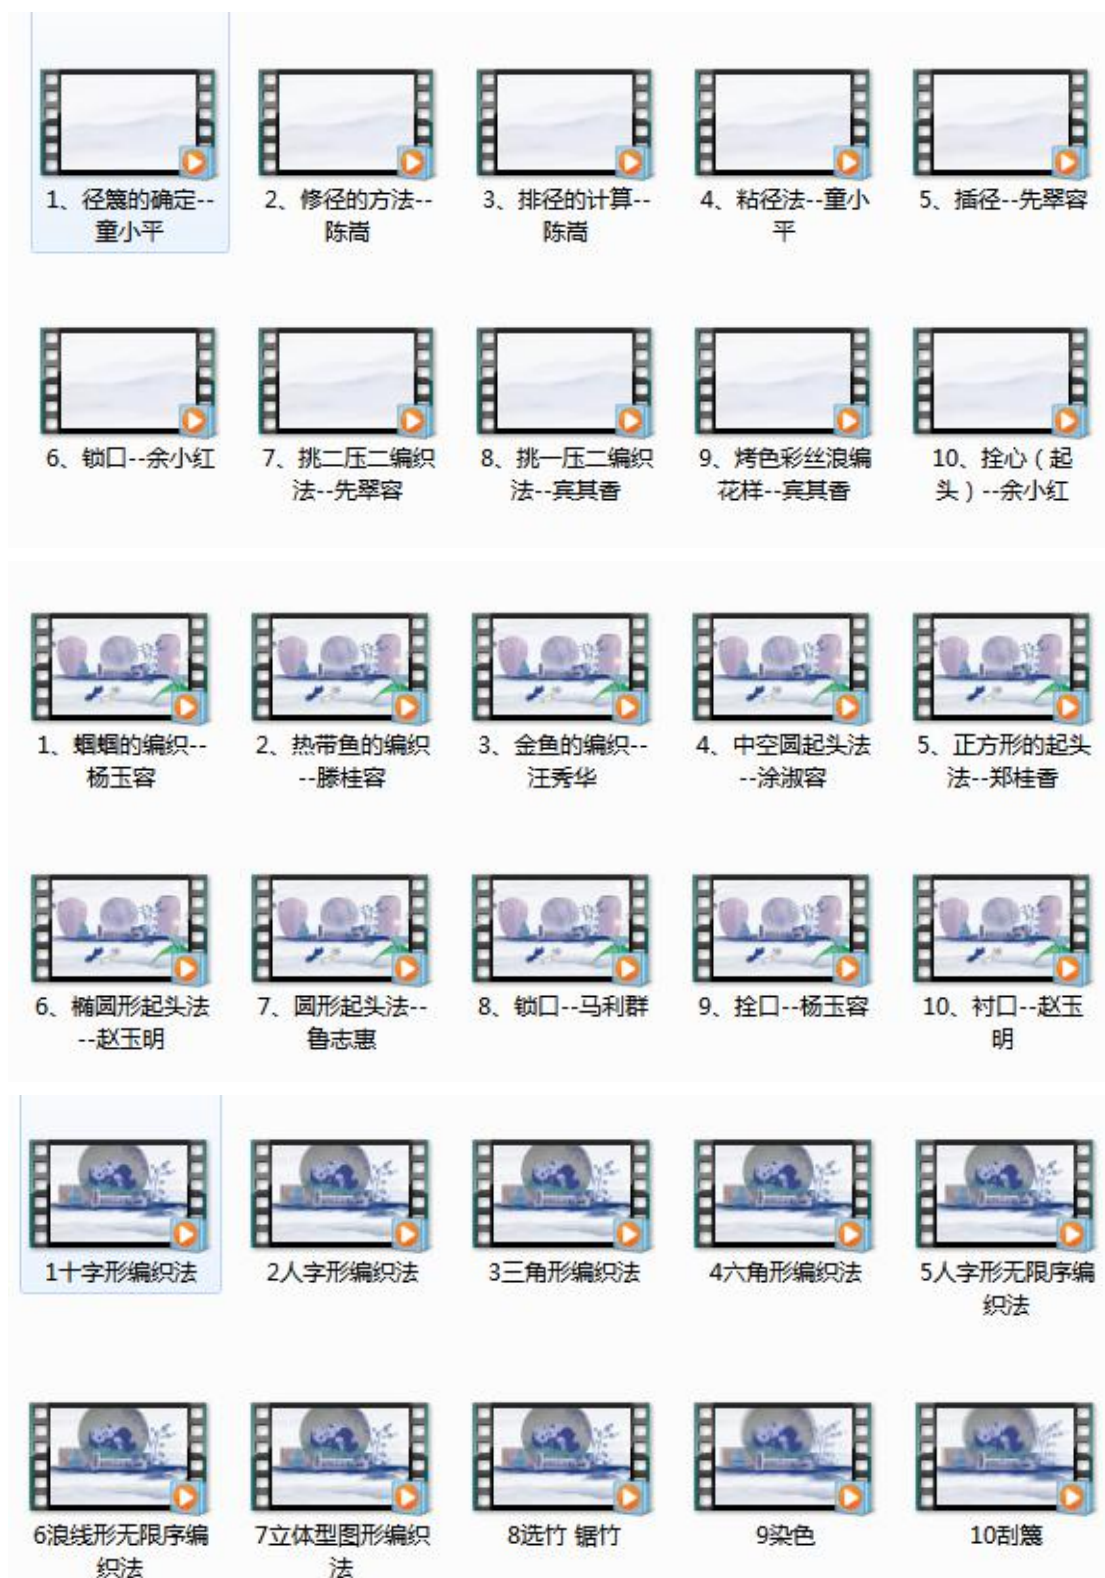 1、径篾的确定--
童小平
2、修径的方法--
陈嵩
3、排径的计算--
陈嵩
4、粘径法--童小
平
5、插径--先翠容
6、锁口--余小红
7、挑二压二编织
法--先翠容
8、挑一压二编织
法--宾其香
9、烤色彩丝浪编
花样--宾其香
10、拴心（起
头）--余小红
1、蝈蝈的编织--
杨玉容
2、热带鱼的编织
--滕桂容
3、金鱼的编织--
汪秀华
4、中空圆起头法
--涂淑容
5、正方形的起头
法--郑桂香
6、椭圆形起头法
--赵玉明
7、圆形起头法--
鲁志惠
8、锁口--马利群
9、拴口--杨玉容
10、衬口--赵玉
明
1十字形编织法
2人字形编织法
3三角形编织法
4六角形编织法
5人字形无限序编
织法
6浪线形无限序编
织法
7立体型图形编织
法
8选竹 锯竹
9染色
10刮篾